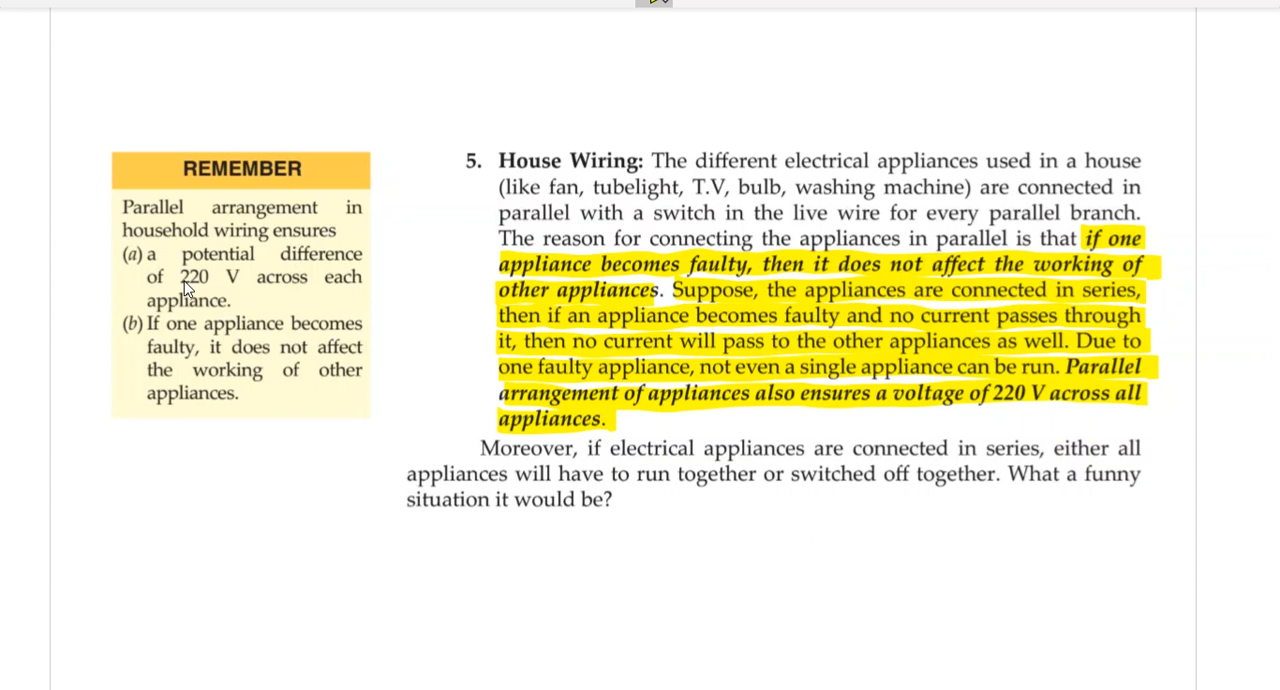 REMEMBER
Parallel arrangement in
household wiring ensures
(a) a potential difference
of 220 V across each
appliance.
(b) If one appliance becomes
faulty, it does not affect
the working of other
appliances.
5. House Wiring: The different electrical appliances used in a house
(like fan, tubelight, T.V, bulb, washing machine) are connected in
parallel with a switch in the live wire for every parallel branch.
The reason for connecting the appliances in parallel is that if one
appliance becomes faulty, then it does not affect the working of
other appliances. Suppose, the appliances are connected in series,
then if an appliance becomes faulty and no current passes through
it, then no current will pass to the other appliances as well. Due to
one faulty appliance, not even a single appliance can be run. Parallel
arrangement of appliances also ensures a voltage of 220 V across all
appliances.
Moreover, if electrical appliances are connected in series, either all
appliances will have to run together or switched off together. What a funny
situation it would be?